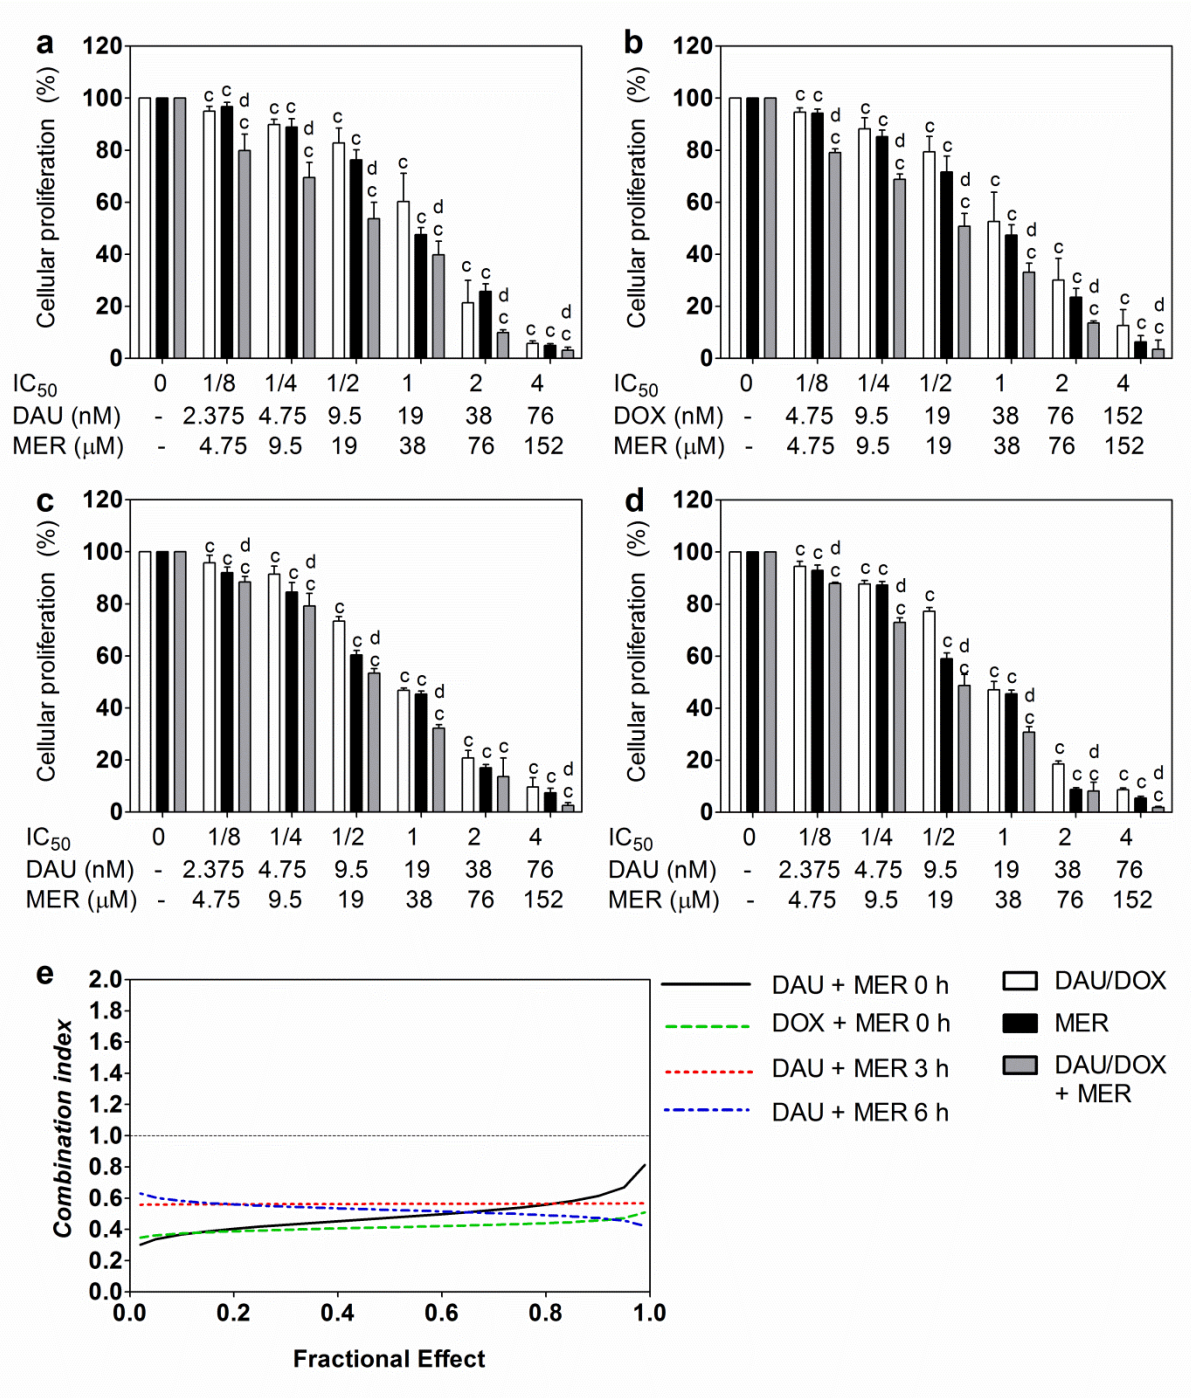 a
120
100
80
60
40
20
0
Cellular proliferation (%)
c c d
c
c c d
c
c c d
c
c c d
c
c c d
c
c c d
c
IC50 0 1/8 1/4 1/2 1 2 4
DAU (nM) - 2.375 4.75 9.5 19 38 76
MER (μM) - 4.75 9.5 19 38 76 152
b
120
100
80
60
40
20
0
Cellular proliferation (%)
c c d
c
c c d
c
c c d
c
c c d
c
c c d
c
c c d
c
IC50 0 1/8 1/4 1/2 1 2 4
DOX (nM) - 4.75 9.5 19 38 76 152
MER (μM) - 4.75 9.5 19 38 76 152
c
120
100
80
60
40
20
0
Cellular proliferation (%)
c c d
c
c c d
c
c c d
c
c c d
c
c c c
c c d
c
IC50 0 1/8 1/4 1/2 1 2 4
DAU (nM) - 2.375 4.75 9.5 19 38 76
MER (μM) - 4.75 9.5 19 38 76 152
d
120
100
80
60
40
20
0
Cellular proliferation (%)
c c d
c
c c d
c
c c d
c
c c d
c
c c d
c
c c d
c
IC50 0 1/8 1/4 1/2 1 2 4
DAU (nM) - 2.375 4.75 9.5 19 38 76
MER (μM) - 4.75 9.5 19 38 76 152
e
2.0
1.8
1.6
1.4
1.2
1.0
0.8
0.6
0.4
0.2
0.0
Combination index
0.0 0.2 0.4 0.6 0.8 1.0
Fractional Effect
DAU + MER 0 h
DOX + MER 0 h
DAU + MER 3 h
DAU + MER 6 h
DAU/DOX
MER
DAU/DOX
+ MER